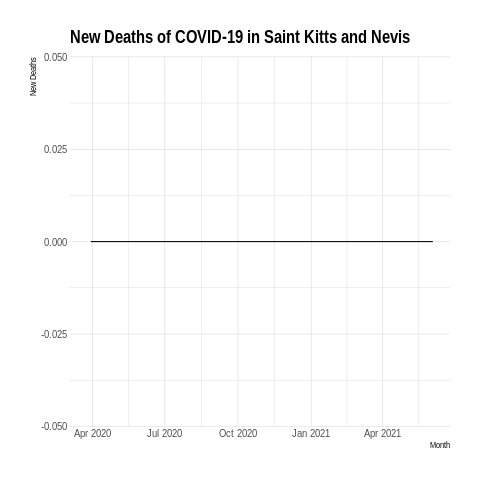 New Deaths of COVID-19 in Saint Kitts and Nevis
New Deaths
0.050
0.025
0.000
-0.025
-0.050
Apr 2020 Jul 2020 Oct 2020 Jan 2021 Apr 2021
Month